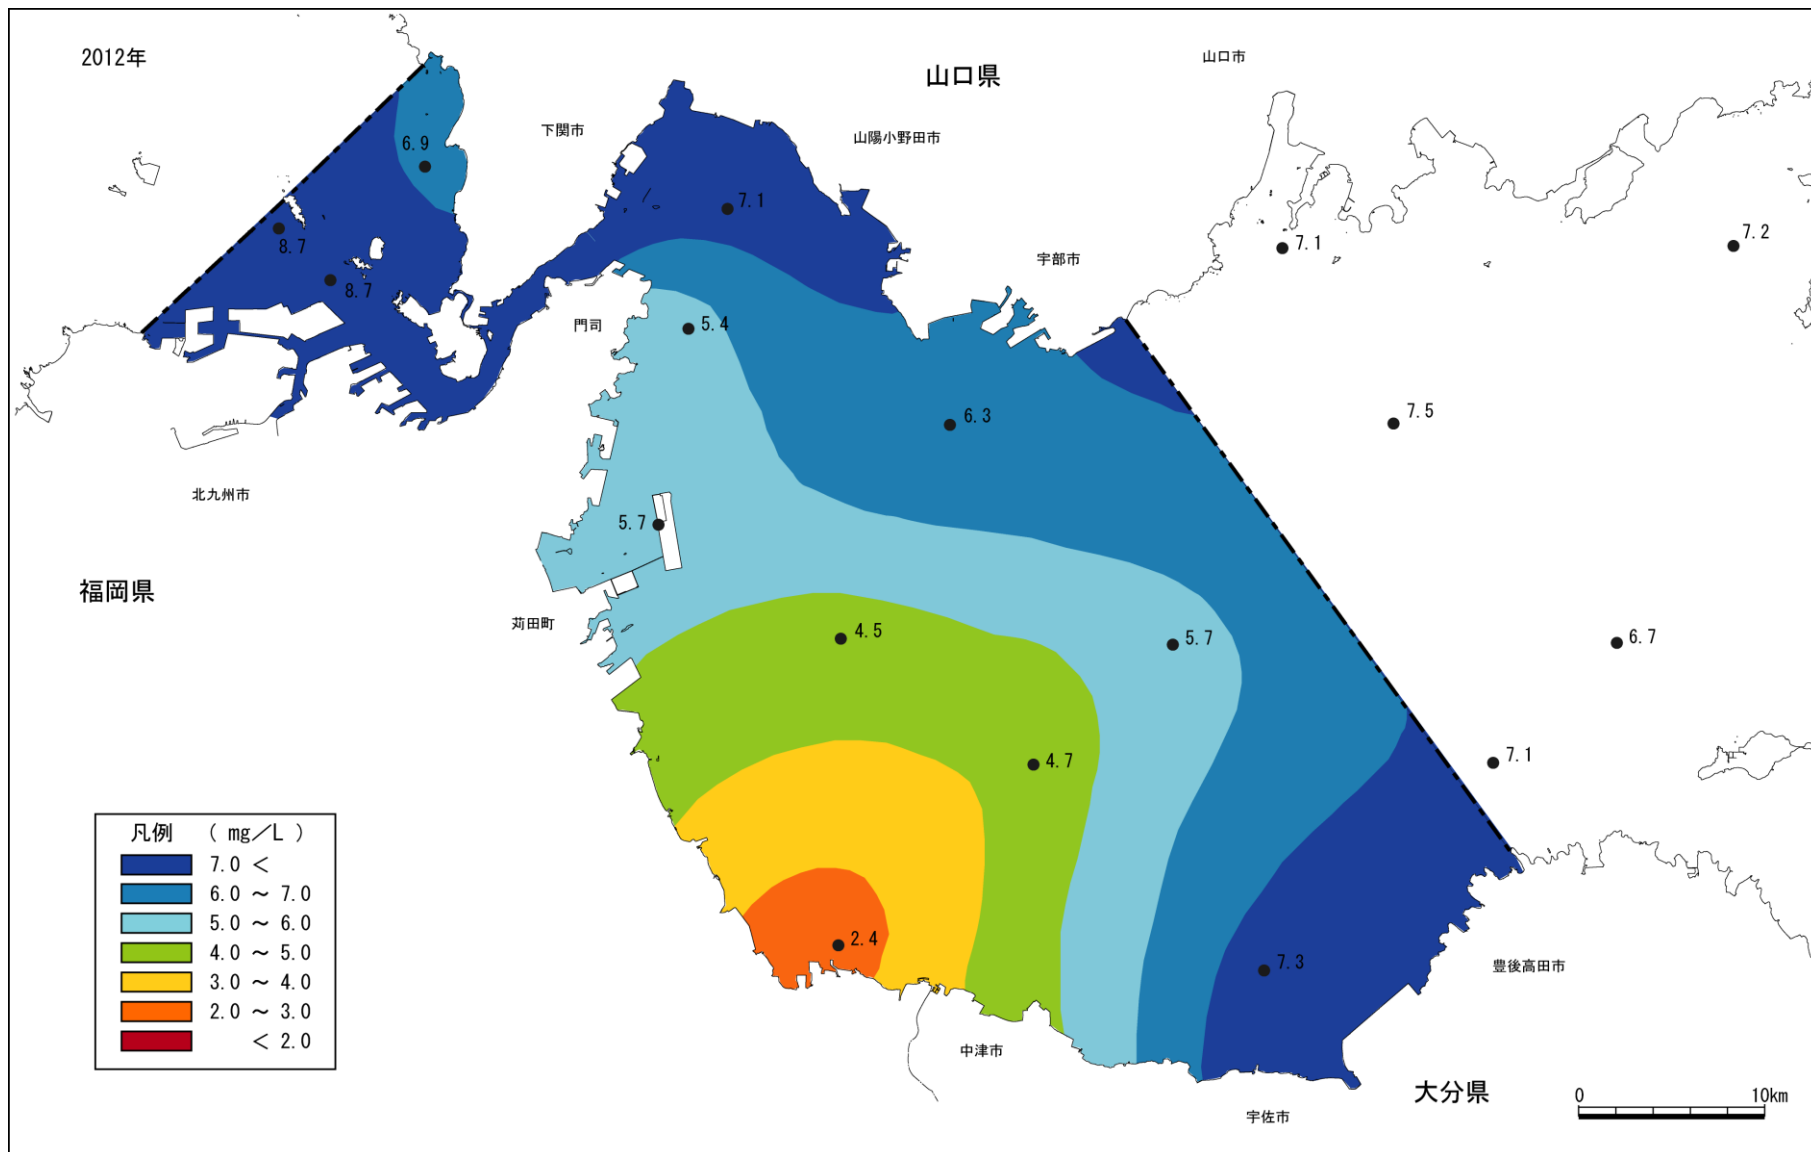 2012年
山口県
山口市
下関市
山陽小野田市
6.9
7.1
8.7
7.1
7.2
宇部市
8.7
門司
5.4
6.3
7.5
北九州市
5.7
福岡県
苅田町
4.5
5.7
6.7
4.7
7.1
凡例 ( mg/L )
7.0 <
6.0 ~ 7.0
5.0 ~ 6.0
4.0 ~ 5.0
3.0 ~ 4.0
2.0 ~ 3.0
< 2.0
2.4
7.3
豊後高田市
中津市
大分県
宇佐市
0 10km